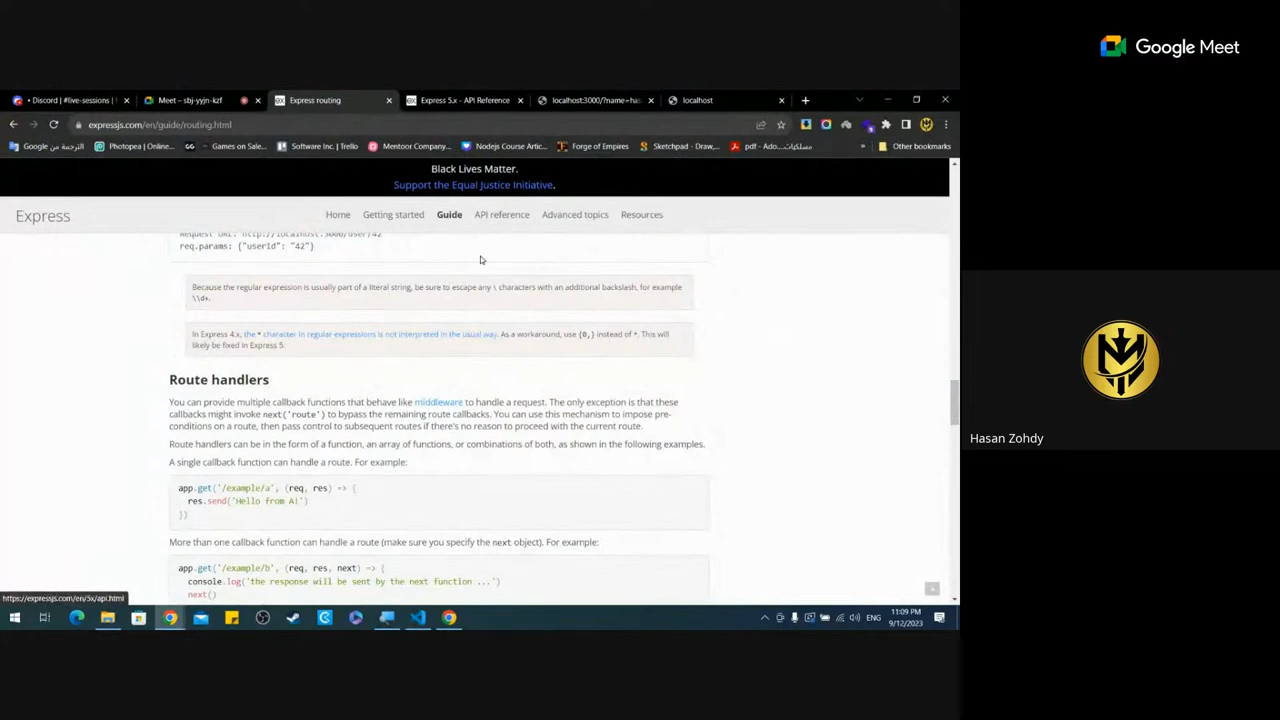 Google Meet
Discord | #live-sessions |
Meet – sbj-yyjn-kzf
Express routing
Express 5.x - API Reference
localhost:3000/?name=ha
localhost
expressjs.com/en/guide/routing.html
الترجمة من Google
Photopea | Online...
Games on Sale...
Software Inc. | Trello
Mentoor Company...
Nodejs Course Artic...
Forge of Empires
Sketchpad - Draw,...
مسلكيات.pdf - Ado...
Other bookmarks
Black Lives Matter.
Support the Equal Justice Initiative.
Express
Home
Getting started
Guide
API reference
Advanced topics
Resources
Request URL: http://localhost:3000/user/42
req.params: {"userId": "42"}
Because the regular expression is usually part of a literal string, be sure to escape any \ characters with an additional backslash, for example
\\d+.
In Express 4.x, the * character in regular expressions is not interpreted in the usual way. As a workaround, use {0,} instead of *. This will
likely be fixed in Express 5.
Route handlers
You can provide multiple callback functions that behave like middleware to handle a request. The only exception is that these
callbacks might invoke next('route') to bypass the remaining route callbacks. You can use this mechanism to impose pre-
conditions on a route, then pass control to subsequent routes if there's no reason to proceed with the current route.
Route handlers can be in the form of a function, an array of functions, or combinations of both, as shown in the following examples.
A single callback function can handle a route. For example:
app.get('/example/a', (req, res) => {
res.send('Hello from A!')
})
More than one callback function can handle a route (make sure you specify the next object). For example:
app.get('/example/b', (req, res, next) => {
console.log('the response will be sent by the next function ...')
next()
https://expressjs.com/en/5x/api.html
Hasan Zohdy
ENG
11:09 PM
9/12/2023